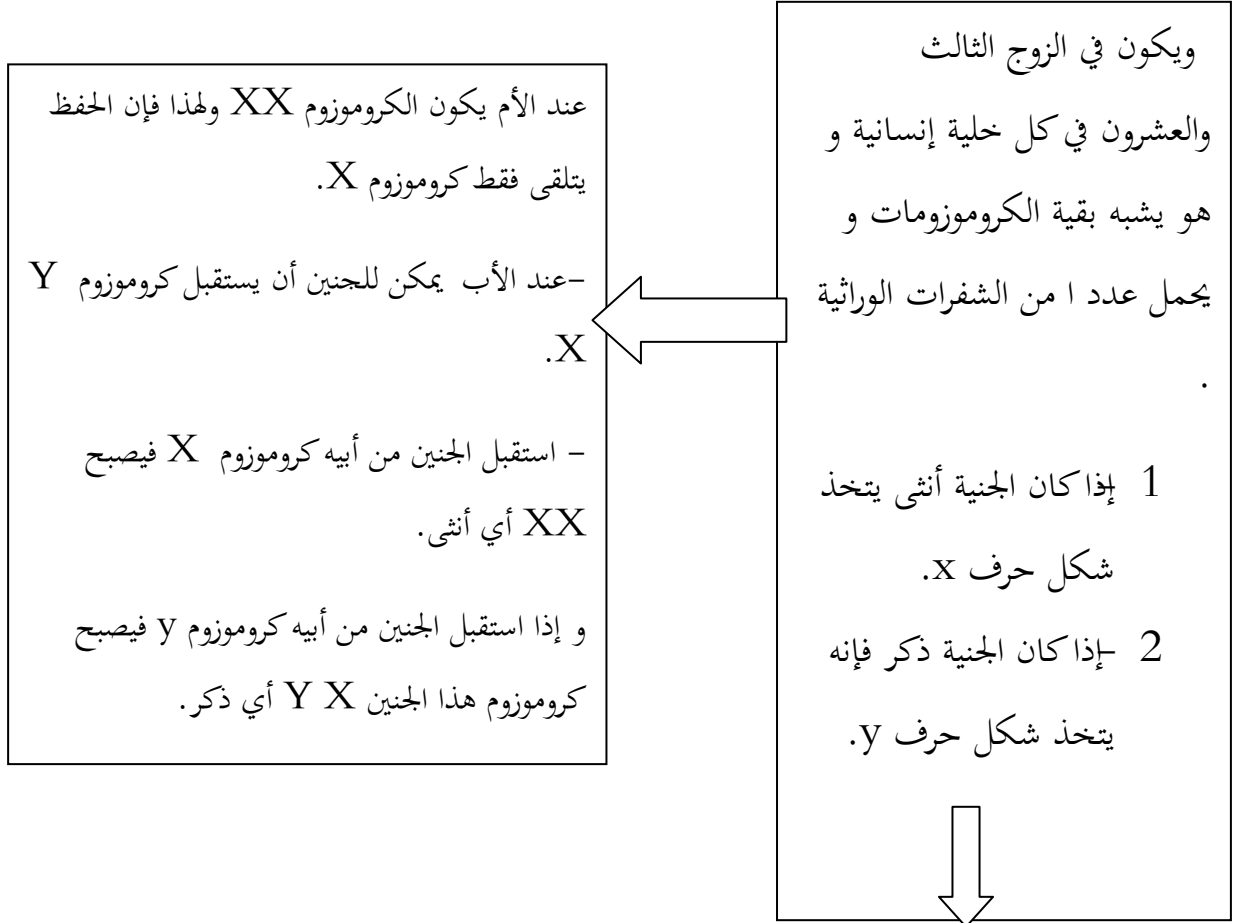 ويكون في الزوج الثالث
والعشرون في كل خلية إنسانية و
هو يشبه بقية الكروموزومات و
يحمل عدد ا من الشفرات الوراثية
.
1 إذا كان الجنية أنثى يتخذ
شكل حرف x.
2 -إذا كان الجنية ذكر فإنه
يتخذ شكل حرف y.
عند الأم يكون الكروموزوم XX ولهذا فإن الحفظ
يتلقى فقط كروموزوم X.
-عند الأب يمكن للجنين أن يستقبل كروموزوم Y
X.
- استقبل الجنين من أبيه كروموزوم X فيصبح
XX أي أنثى.
و إذا استقبل الجنين من أبيه كروموزوم y فيصبح
كروموزوم هذا الجنين Y X أي ذكر.